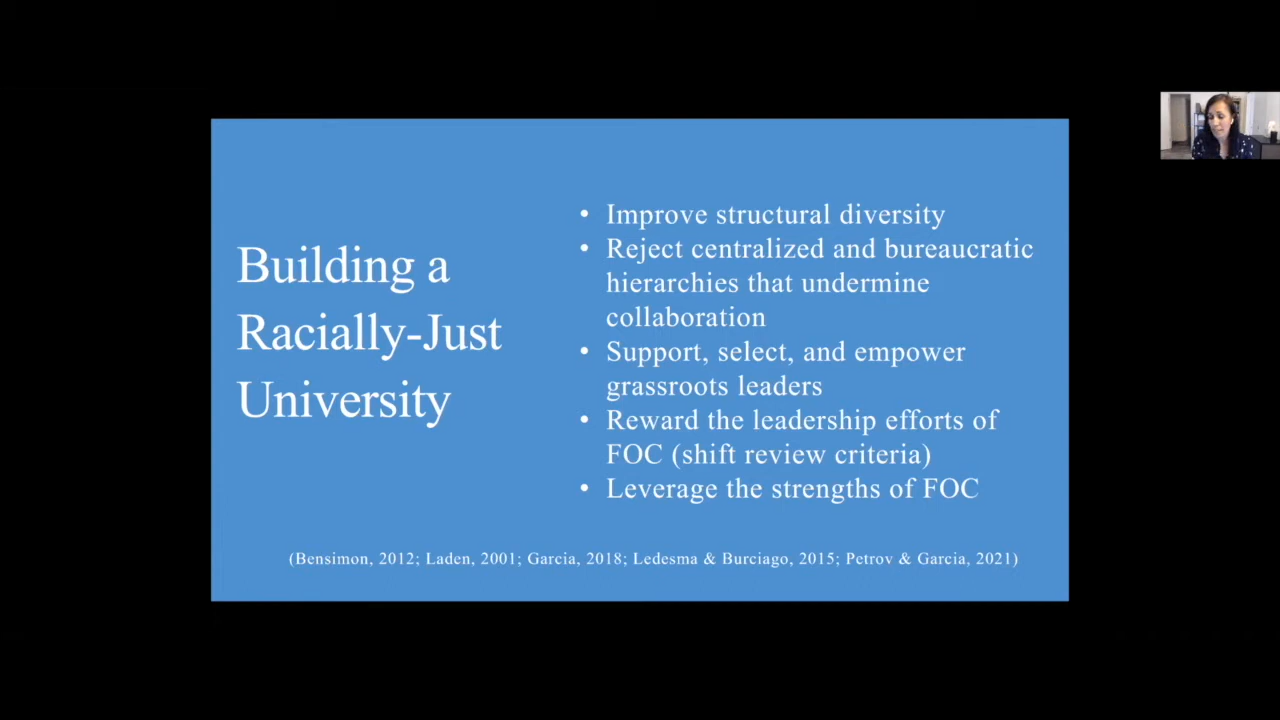 Building a
Racially-Just
University
• Improve structural diversity
• Reject centralized and bureaucratic
hierarchies that undermine
collaboration
• Support, select, and empower
grassroots leaders
• Reward the leadership efforts of
FOC (shift review criteria)
• Leverage the strengths of FOC
(Bensimon, 2012; Laden, 2001; Garcia, 2018; Ledesma & Burciago, 2015; Petrov & Garcia, 2021)